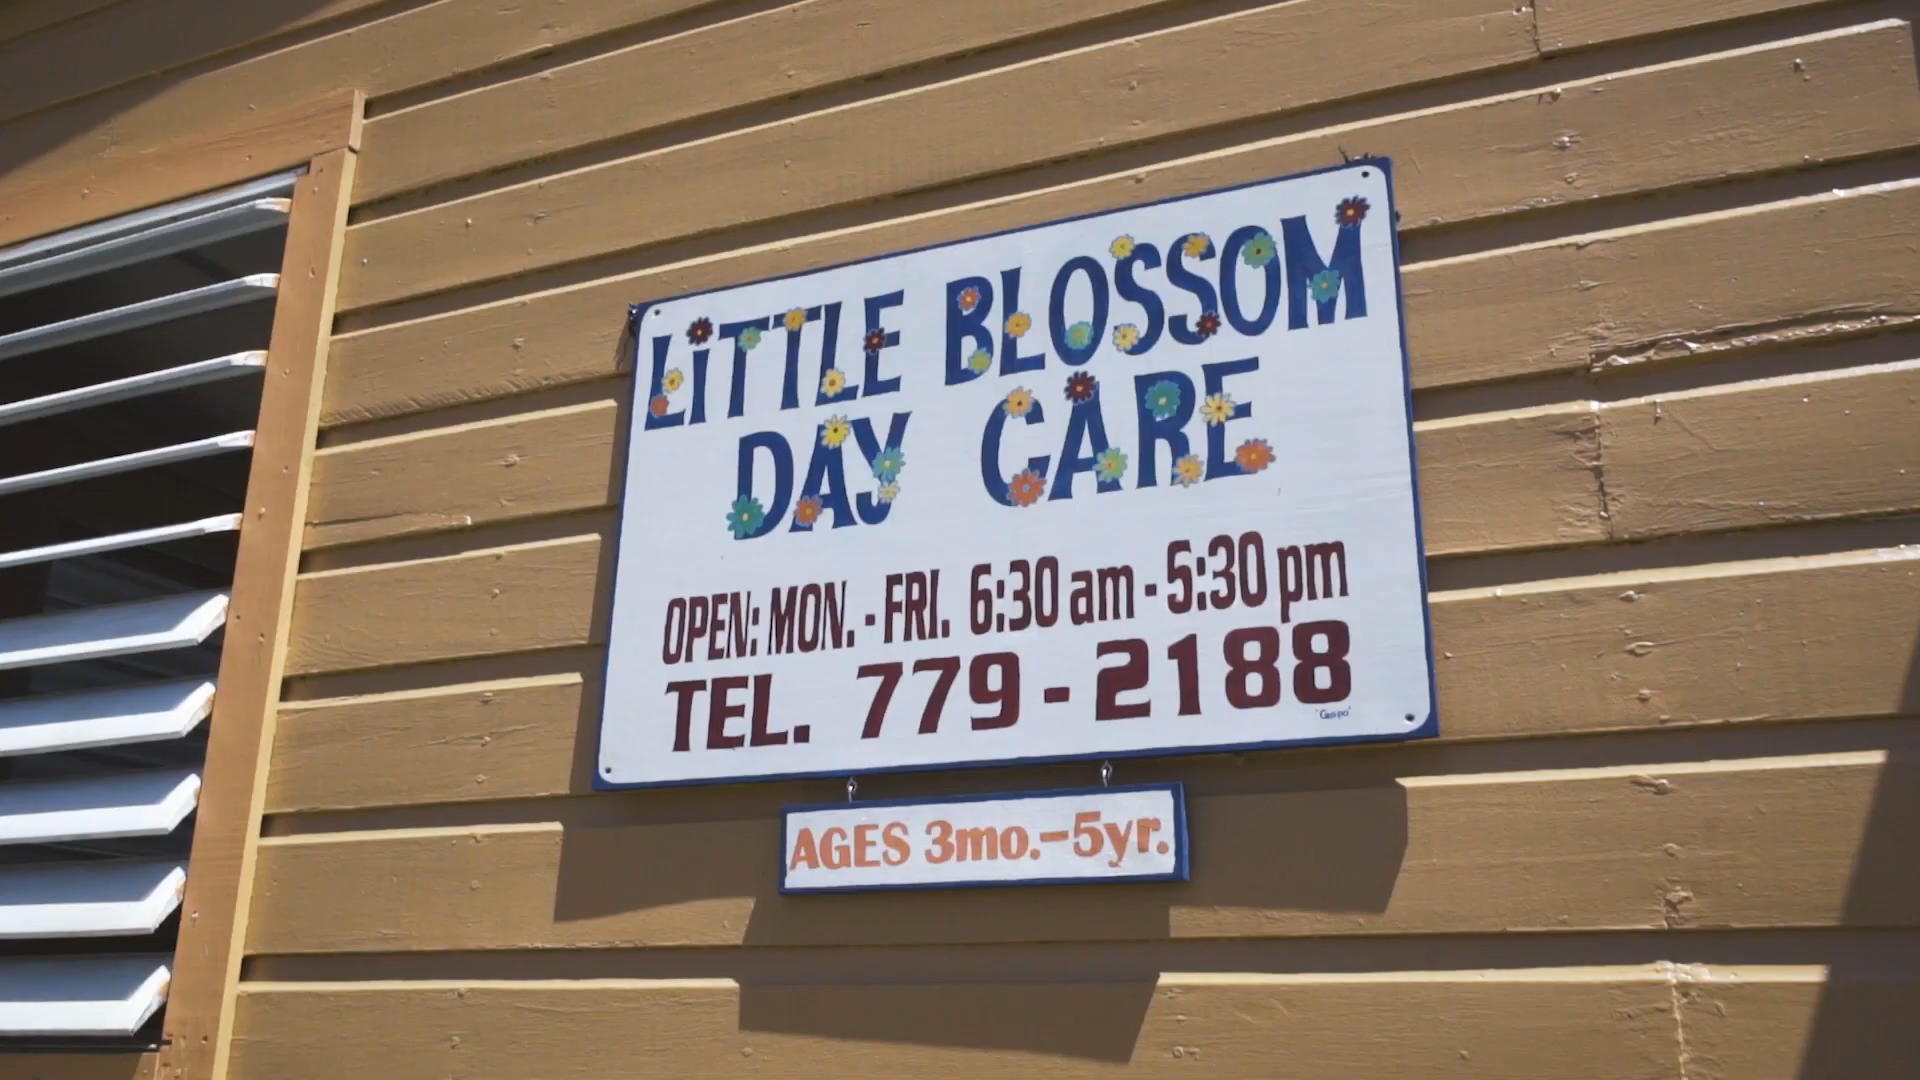 LiTTLE BLOSSOM
DAY CARE
OPEN: MON. - FRI. 6:30 am - 5:30 pm
TEL. 779 - 2188
AGES 3mo.-5yr.